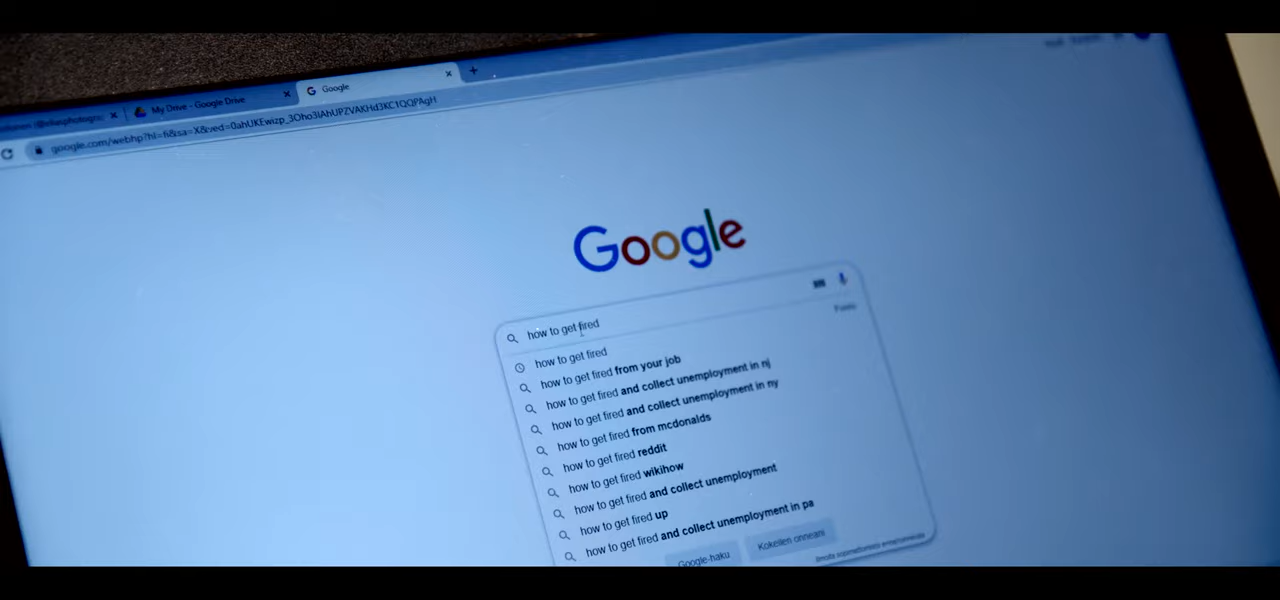 My Drive - Google Drive
Google
google.com/webhp?hl=fi&sa=X&ved=
Google
how to get fired
how to get fired
how to get fired from your job
how to get fired and collect unemployment in nj
how to get fired and collect unemployment in ny
how to get fired from mcdonalds
how to get fired reddit
how to get fired wikihow
how to get fired and collect unemployment
how to get fired up
how to get fired and collect unemployment in pa
Google-haku
Kokeilen onneani